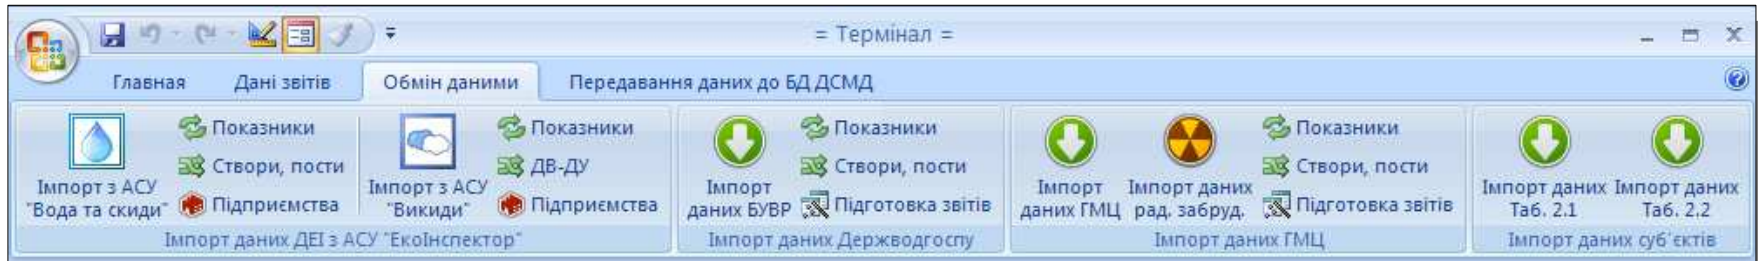 = Термінал =
Главная Дані звітів Обмін даними Передавання даних до БД ДСМД
Імпорт з АСУ
"Вода та скиди"
Показники
Створи, пости
Підприємства
Імпорт з АСУ
"Викиди"
Показники
ДВ-ДУ
Підприємства
Імпорт даних ДЕІ з АСУ "ЕкоІнспектор"
Імпорт
даних БУВР
Показники
Створи, пости
Підготовка звітів
Імпорт даних Держводгоспу
Імпорт
даних ГМЦ
Імпорт даних
рад. забруд.
Показники
Створи, пости
Підготовка звітів
Імпорт даних ГМЦ
Імпорт даних
Таб. 2.1
Імпорт даних
Таб. 2.2
Імпорт даних суб'єктів